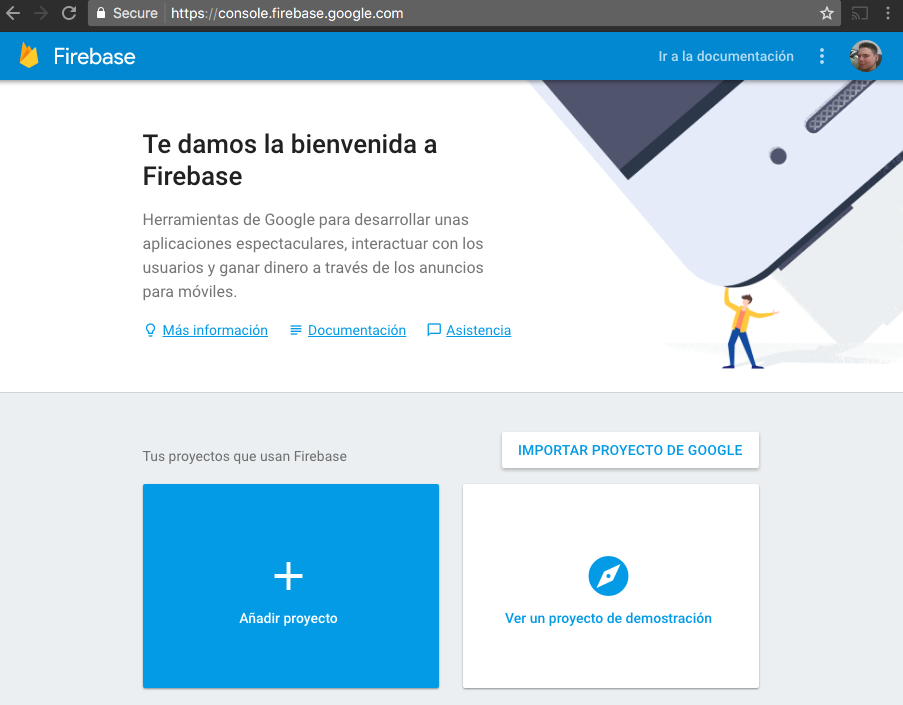 Secure https://console.firebase.google.com
Firebase
Ir a la documentación
Te damos la bienvenida a
Firebase
Herramientas de Google para desarrollar unas
aplicaciones espectaculares, interactuar con los
usuarios y ganar dinero a través de los anuncios
para móviles.
Más información Documentación Asistencia
Tus proyectos que usan Firebase
IMPORTAR PROYECTO DE GOOGLE
Añadir proyecto
Ver un proyecto de demostración